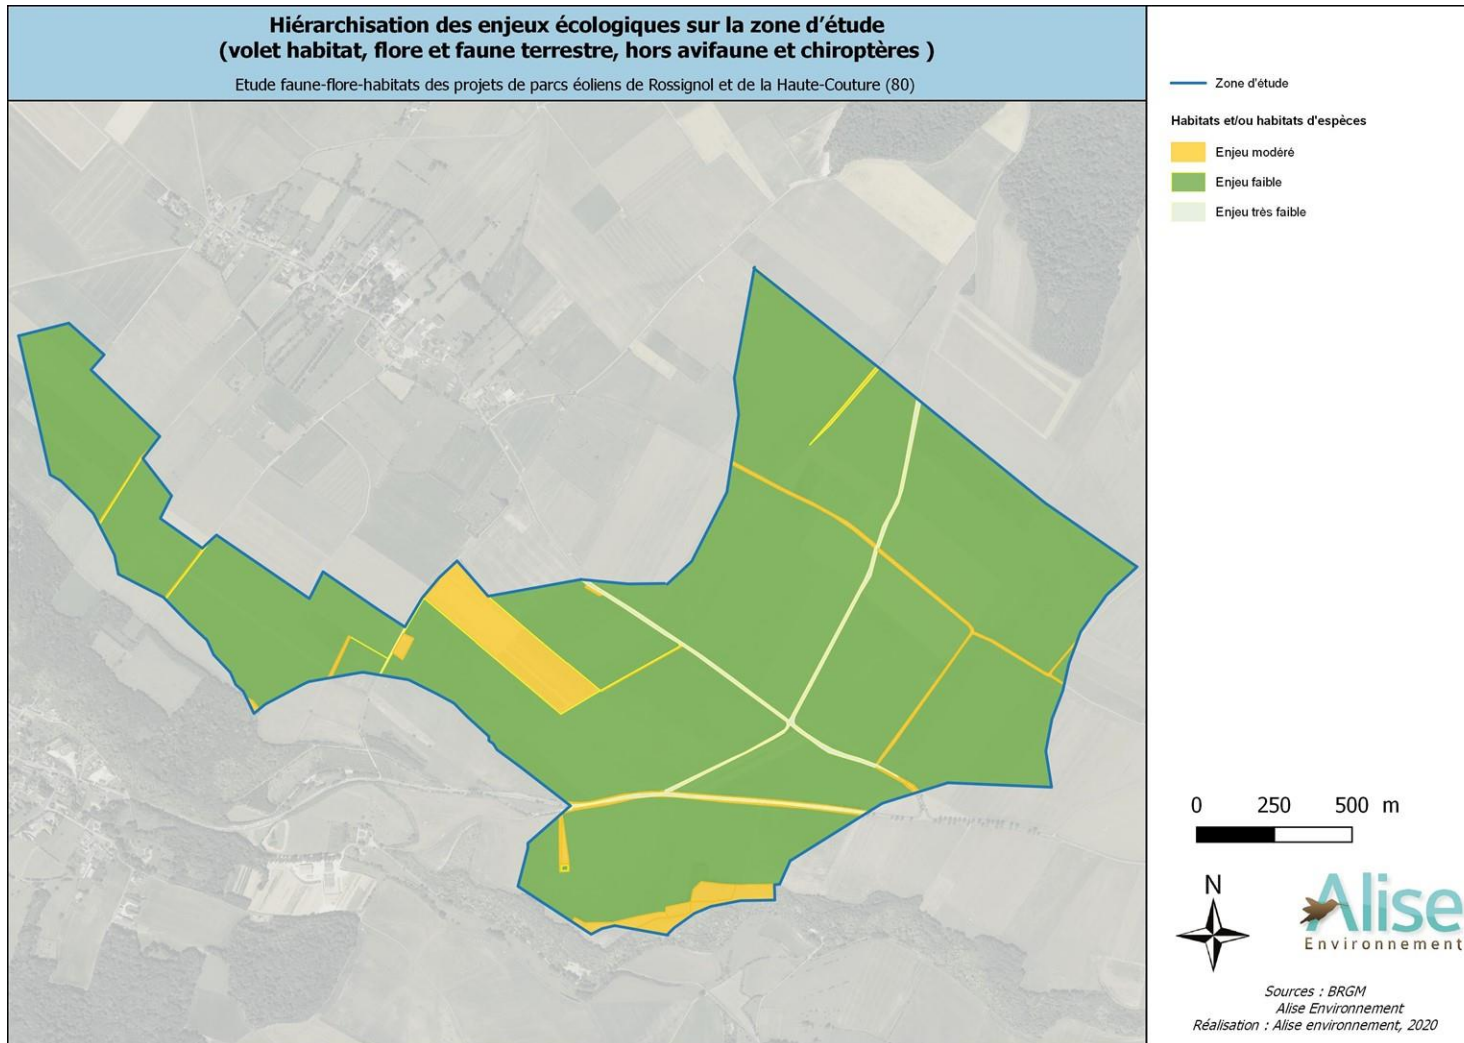 Hiérarchisation des enjeux écologiques sur la zone d'étude
(volet habitat, flore et faune terrestre, hors avifaune et chiroptères )
Etude faune-flore-habitats des projets de parcs éoliens de Rossignol et de la Haute-Couture (80)
Zone d'étude
Habitats et/ou habitats d'espèces
Enjeu modéré
Enjeu faible
Enjeu très faible
0 250 500 m
N
Alise
Environnement
Sources : BRGM
Alise Environnement
Réalisation : Alise environnement, 2020